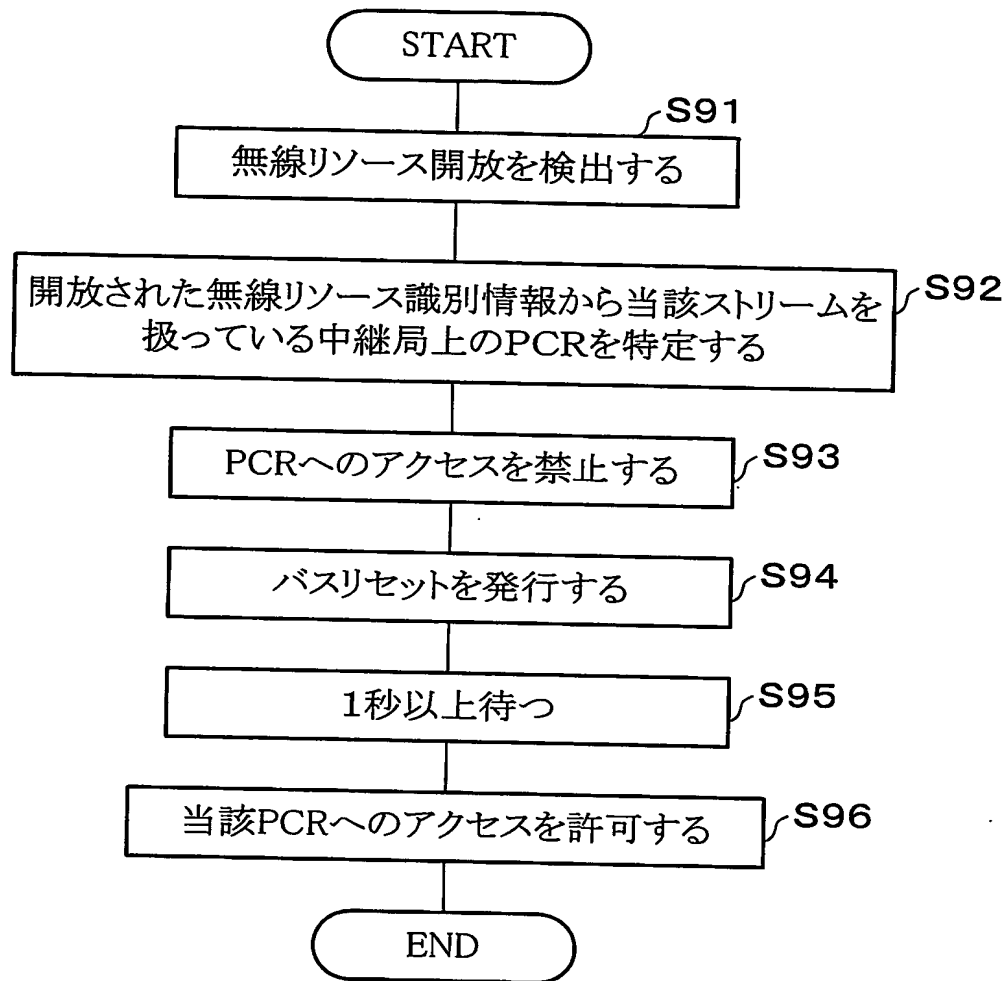 START
S91
無線リソース開放を検出する
S92
開放された無線リソース識別情報から当該ストリームを
扱っている中継局上のPCRを特定する
S93
PCRへのアクセスを禁止する
S94
バスリセットを発行する
S95
1秒以上待つ
S96
当該PCRへのアクセスを許可する
END